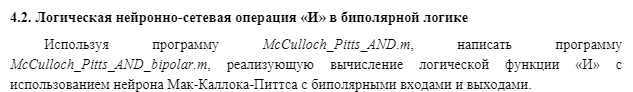 4.2. Логическая нейронно-сетевая операция «И» в биполярной логике
Используя программу McCulloch_Pitts_AND.m, написать программу
McCulloch_Pitts_AND_bipolar.m, реализующую вычисление логической функции «И» с
использованием нейрона Мак-Каллока-Питтса с биполярными входами и выходами.